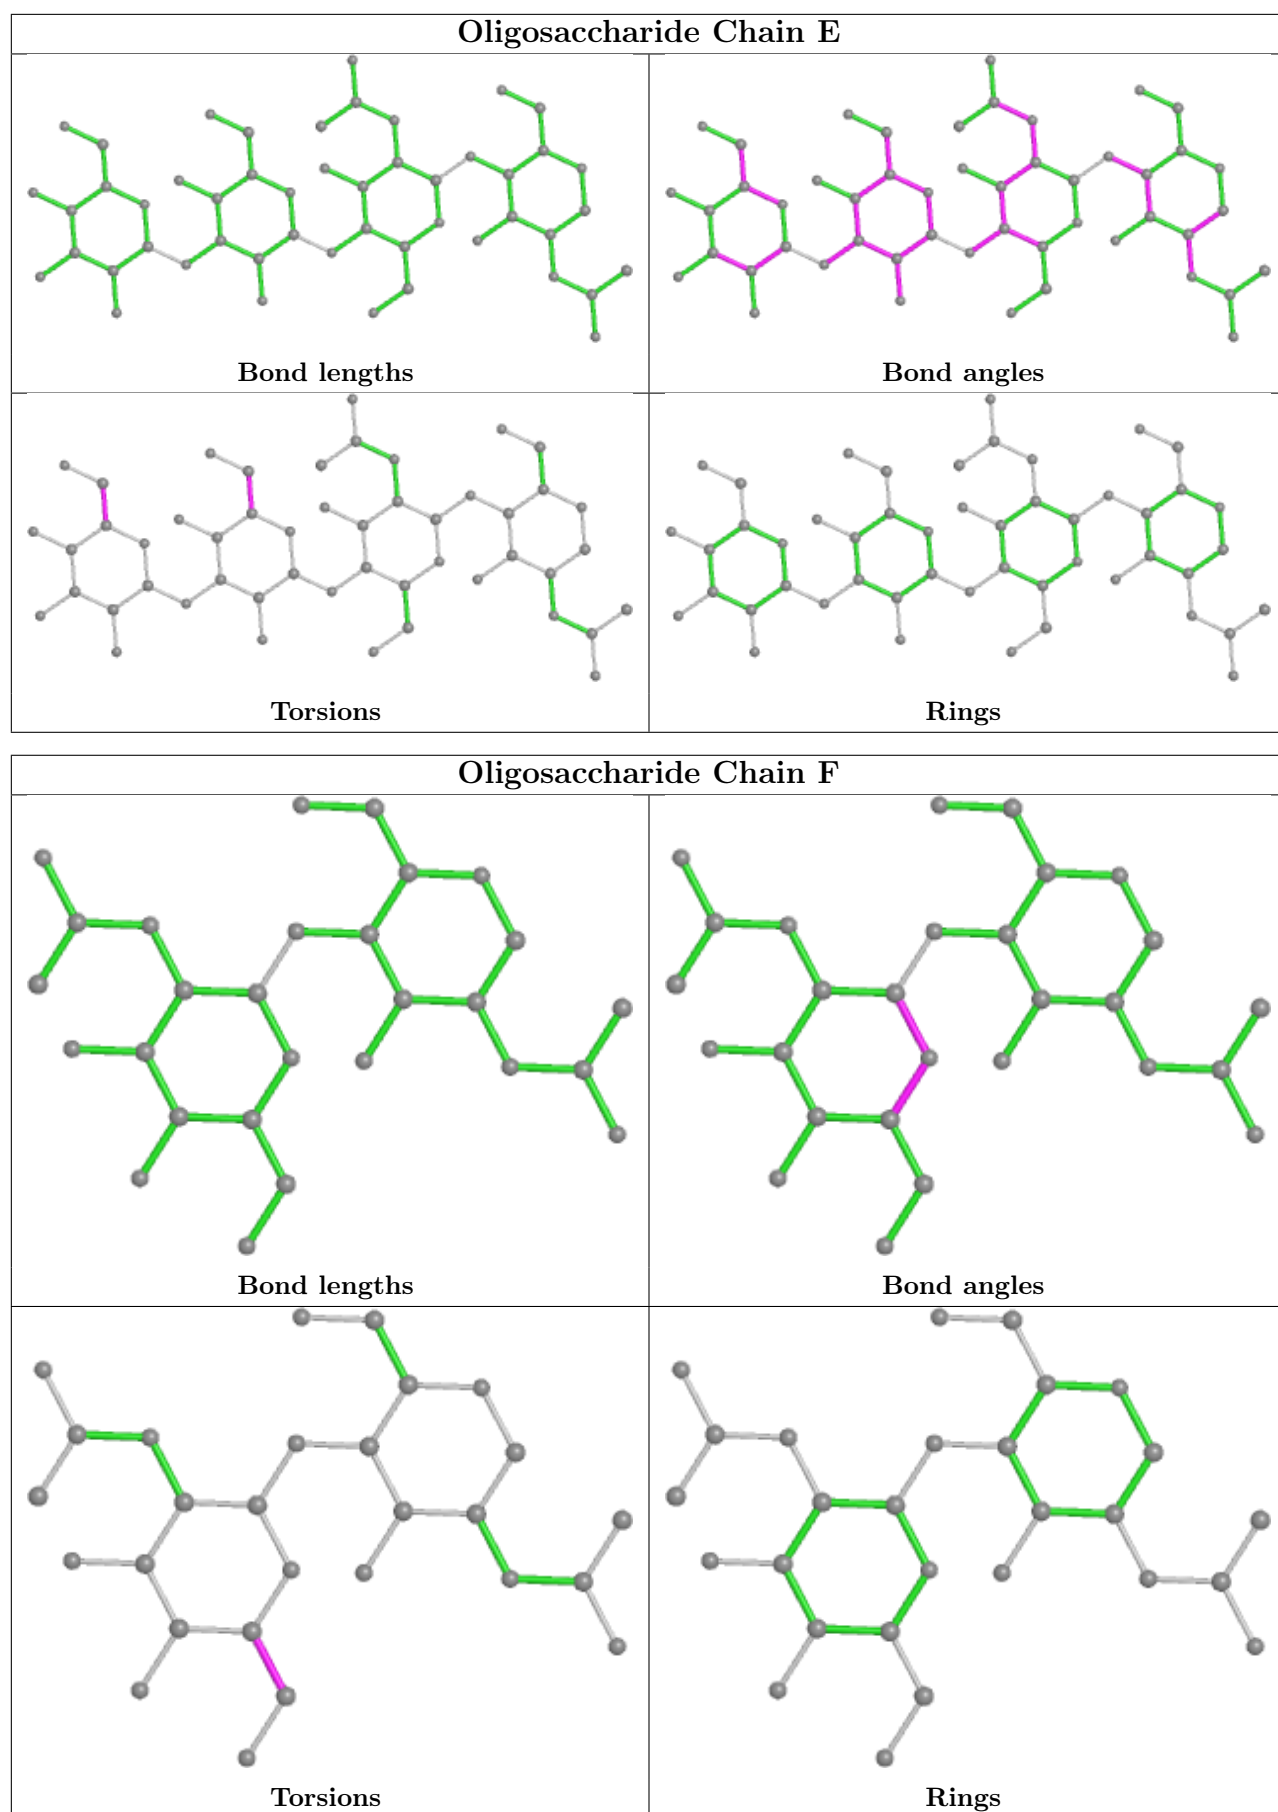 Oligosaccharide Chain E
Bond lengths
Bond angles
Torsions
Rings
Oligosaccharide Chain F
Bond lengths
Bond angles
Torsions
Rings